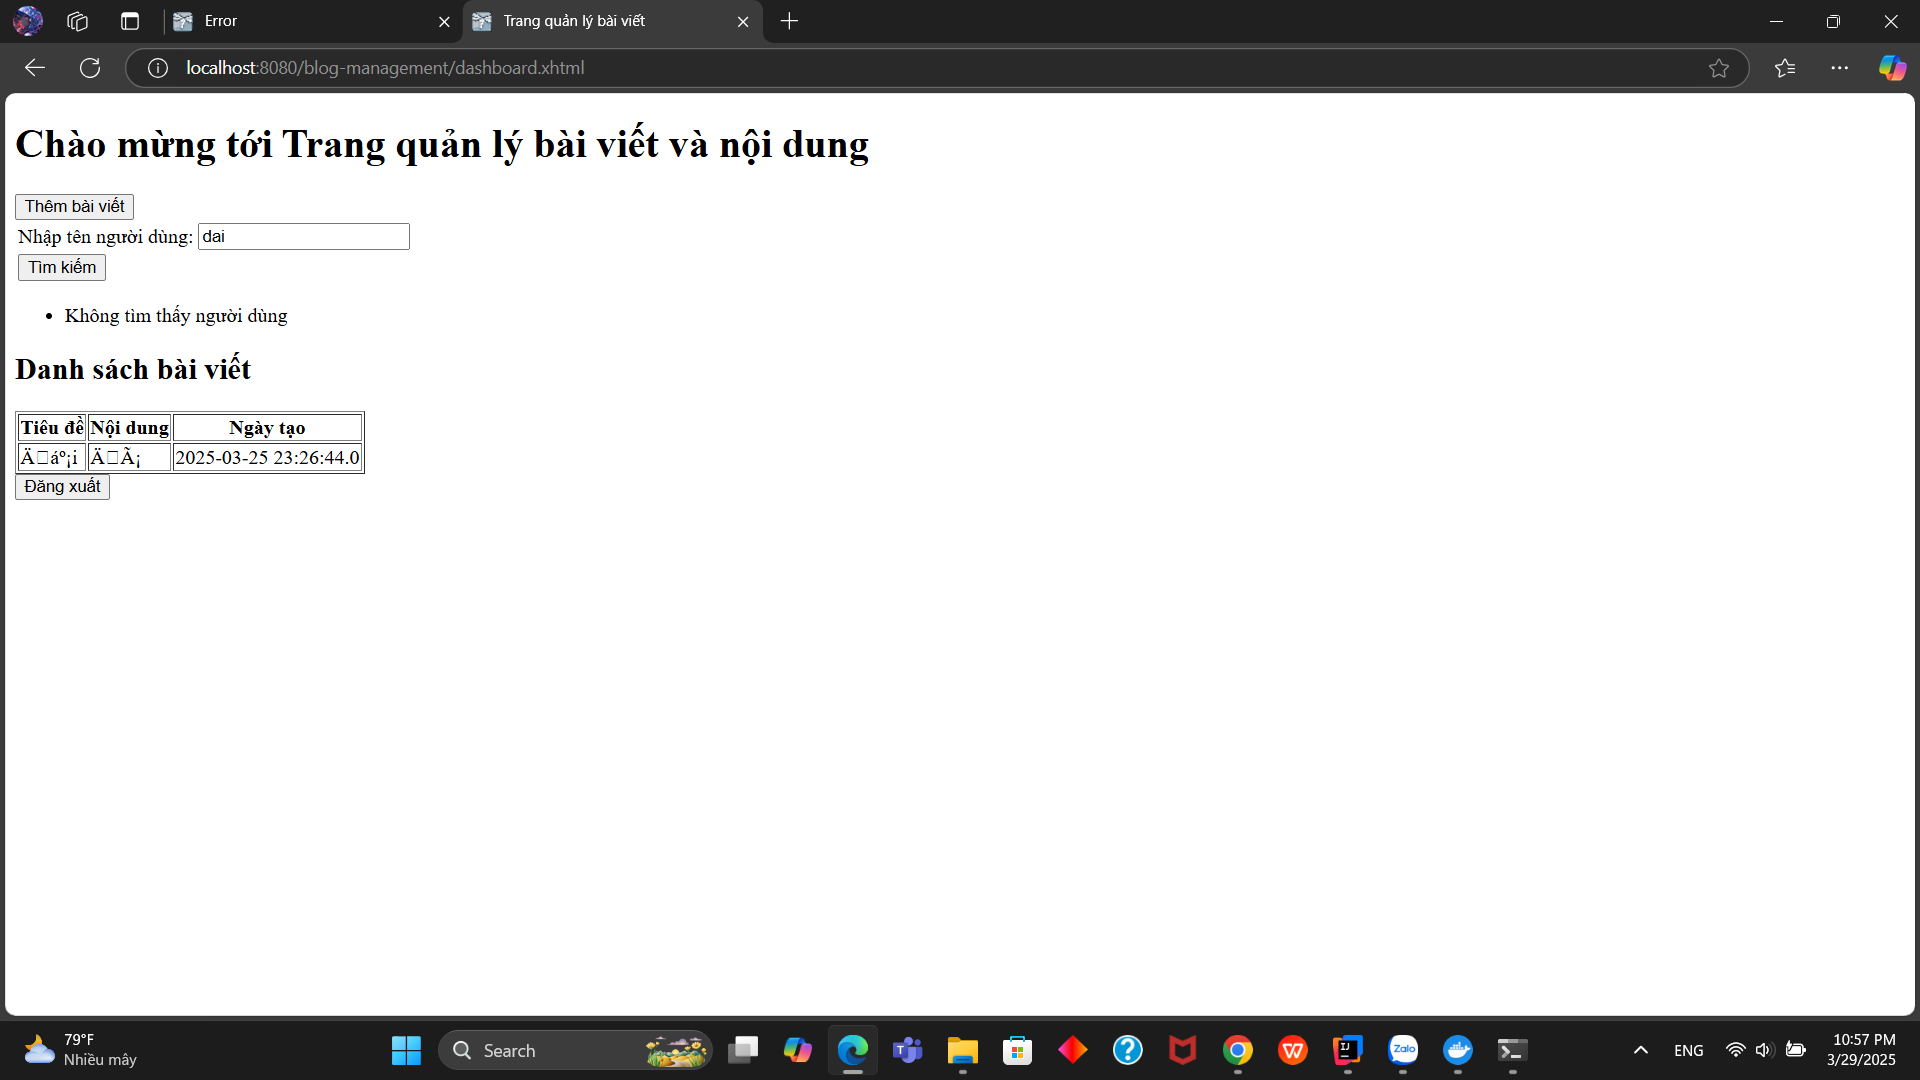 Error
Trang quản lý bài viết
localhost:8080/blog-management/dashboard.xhtml
Chào mừng tới Trang quản lý bài viết và nội dung
Thêm bài viết
Nhập tên người dùng: dai
Tìm kiếm
Không tìm thấy người dùng
Danh sách bài viết
Tiêu đề Nội dung Ngày tạo
Ä□áº¡i Ä□Ã¡ 2025-03-25 23:26:44.0
Đăng xuất
79°F
Nhiều mây
Search
Zalo
ENG
10:57 PM
3/29/2025